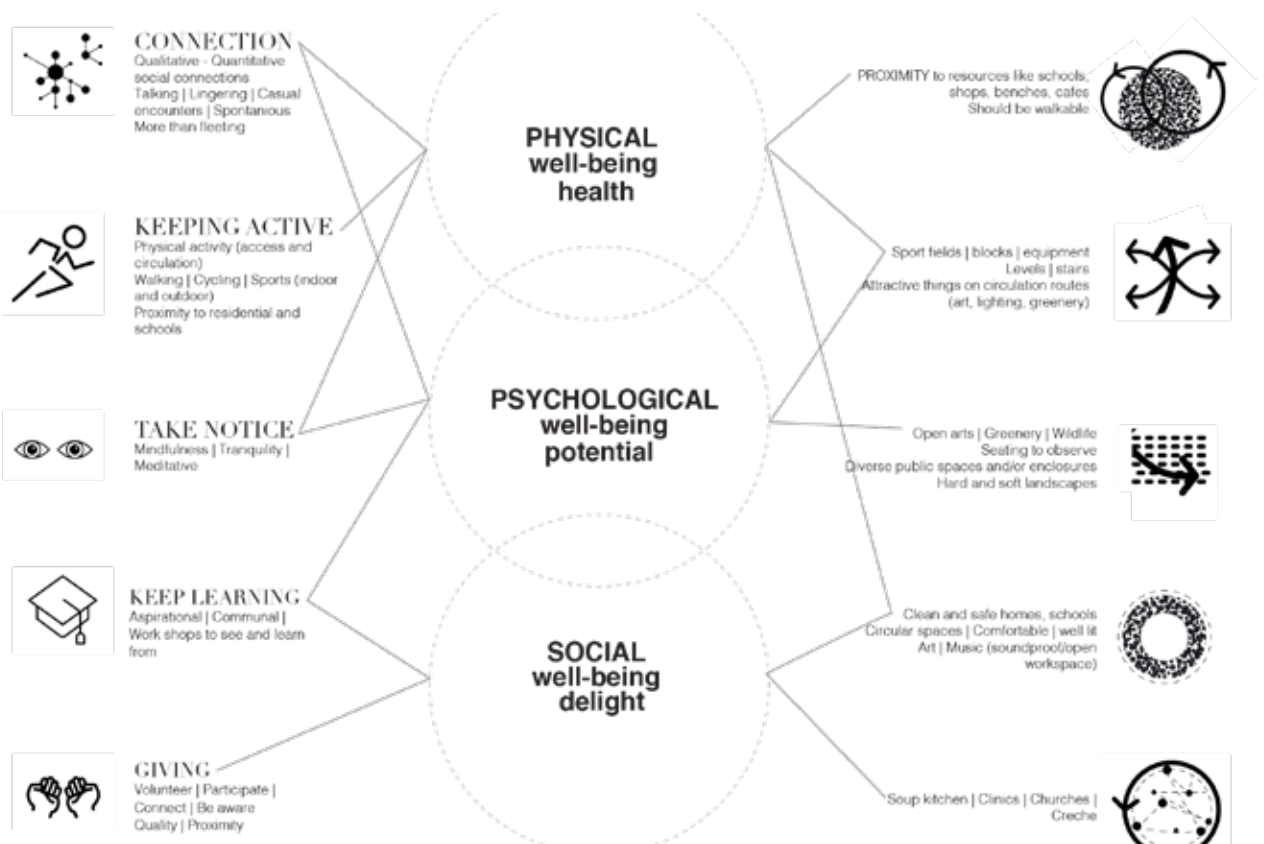 CONNECTION
Qualitative - Quantitative
social connections
Talking | Lingering | Casual
encounters | Spontanious
More than fleeting
KEEPING ACTIVE
Physical activity (access and
circulation)
Walking | Cycling | Sports (indoor
and outdoor)
Proximity to residential and
schools
TAKE NOTICE
Mindfulness | Tranquility |
Meditative
KEEP LEARNING
Aspirational | Communal |
Work shops to see and learn
from
GIVING
Volunteer | Participate |
Connect | Be aware
Quality | Proximity
PHYSICAL
well-being
health
PSYCHOLOGICAL
well-being
potential
SOCIAL
well-being
delight
PROXIMITY to resources like schools,
shops, benches, cafes
Should be walkable
Sport fields | blocks | equipment
Levels | stairs
Attractive things on circulation routes
(art, lighting, greenery)
Open arts | Greenery | Wildlife
Seating to observe
Diverse public spaces and/or enclosures
Hard and soft landscapes
Clean and safe homes, schools
Circular spaces | Comfortable | well lit
Art | Music (soundproof/open
workspace)
Soup kitchen | Clinics | Churches |
Creche